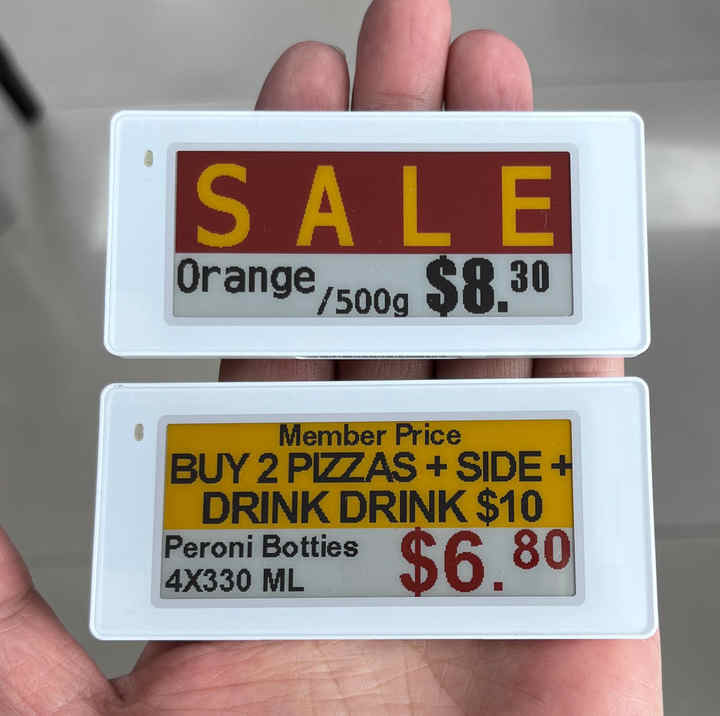 SALE
Orange /500g $8.30
Member Price
BUY 2 PIZZAS + SIDE +
DRINK DRINK $10
Peroni Botties $6.80
4X330 ML